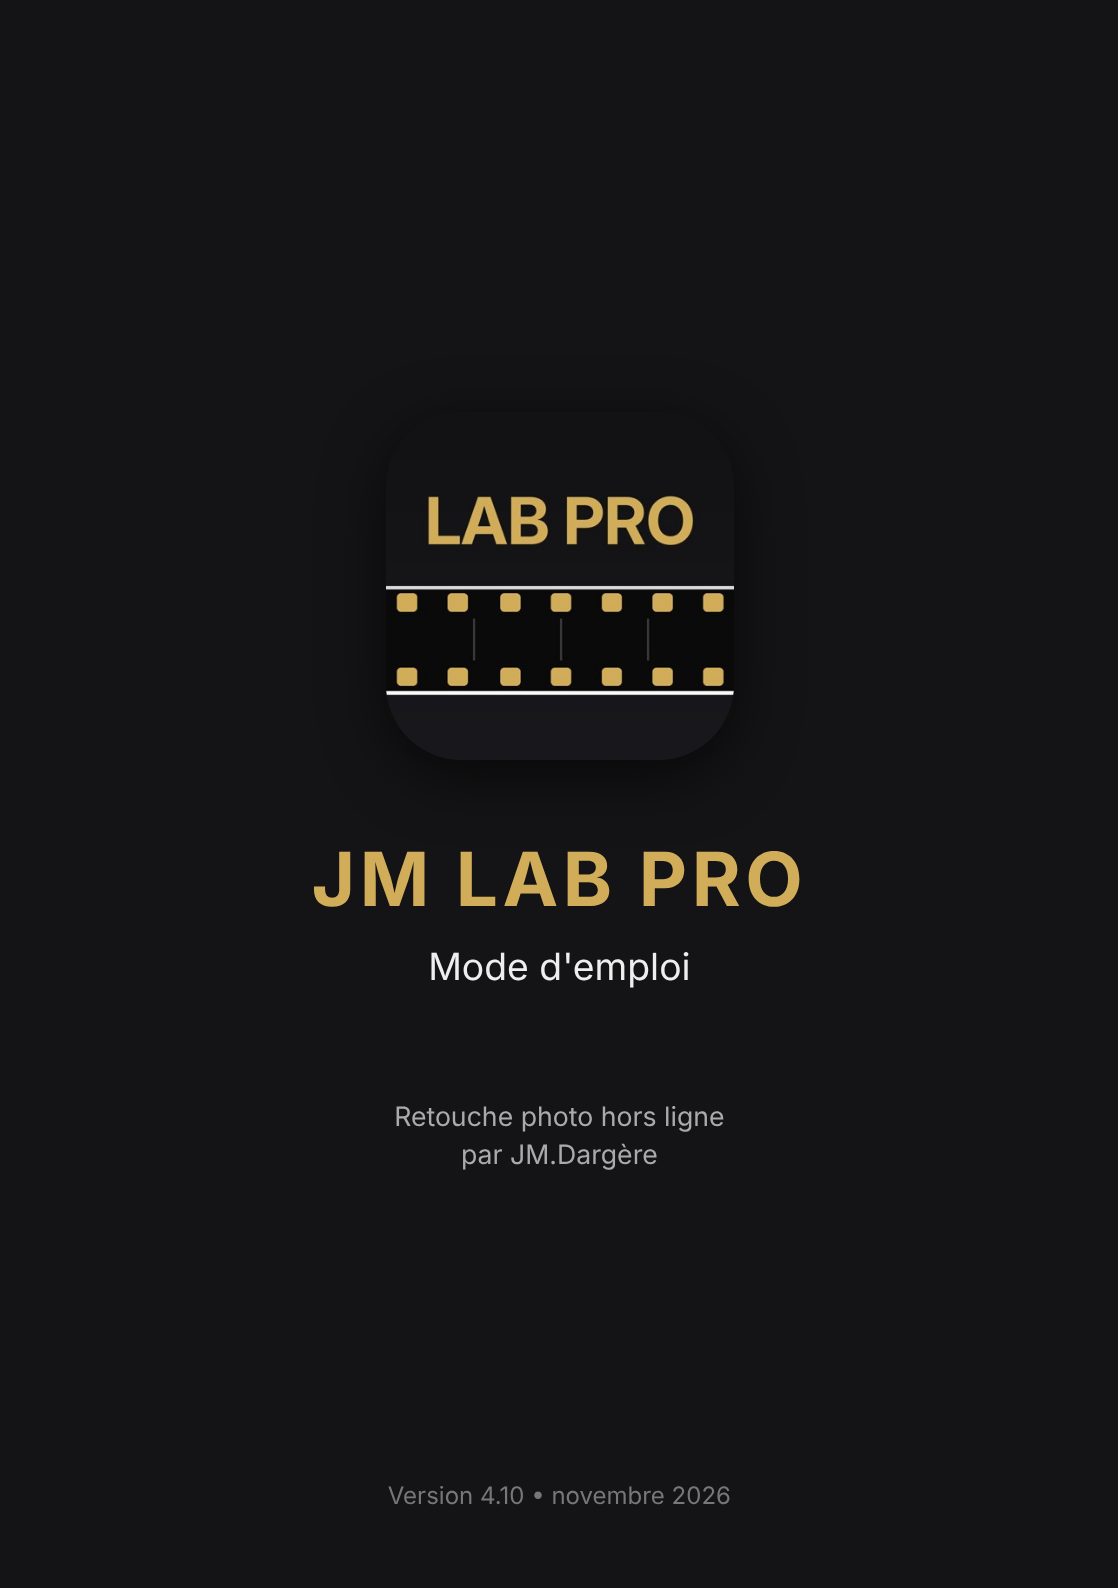 LAB PRO
JM LAB PRO
Mode d'emploi
Retouche photo hors ligne
par JM.Dargère
Version 4.10 • novembre 2026